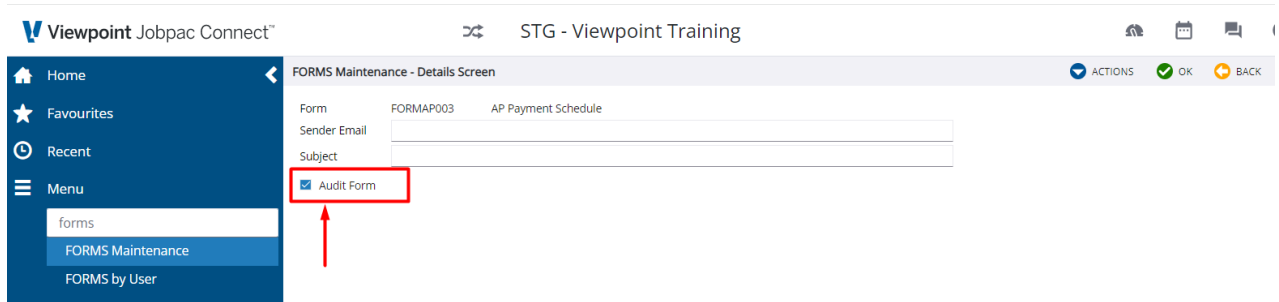 Viewpoint Jobpac Connect™
STG - Viewpoint Training
Home
Favourites
Recent
Menu
forms
FORMS Maintenance
FORMS by User
FORMS Maintenance - Details Screen
ACTIONS
OK
BACK
Form FORMAP003 AP Payment Schedule
Sender Email
Subject
Audit Form